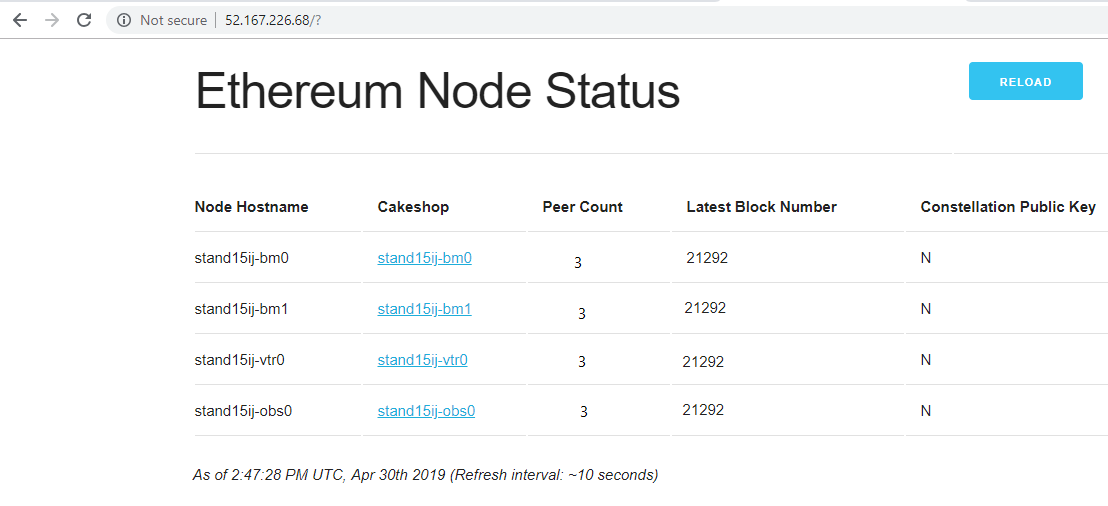 Not secure 52.167.226.68/?
Ethereum Node Status RELOAD
Node Hostname Cakeshop Peer Count Latest Block Number Constellation Public Key
stand15ij-bm0 stand15ij-bm0 3 21292 N
stand15ij-bm1 stand15ij-bm1 3 21292 N
stand15ij-vtr0 stand15ij-vtr0 3 21292 N
stand15ij-obs0 stand15ij-obs0 3 21292 N
As of 2:47:28 PM UTC, Apr 30th 2019 (Refresh interval: ~10 seconds)